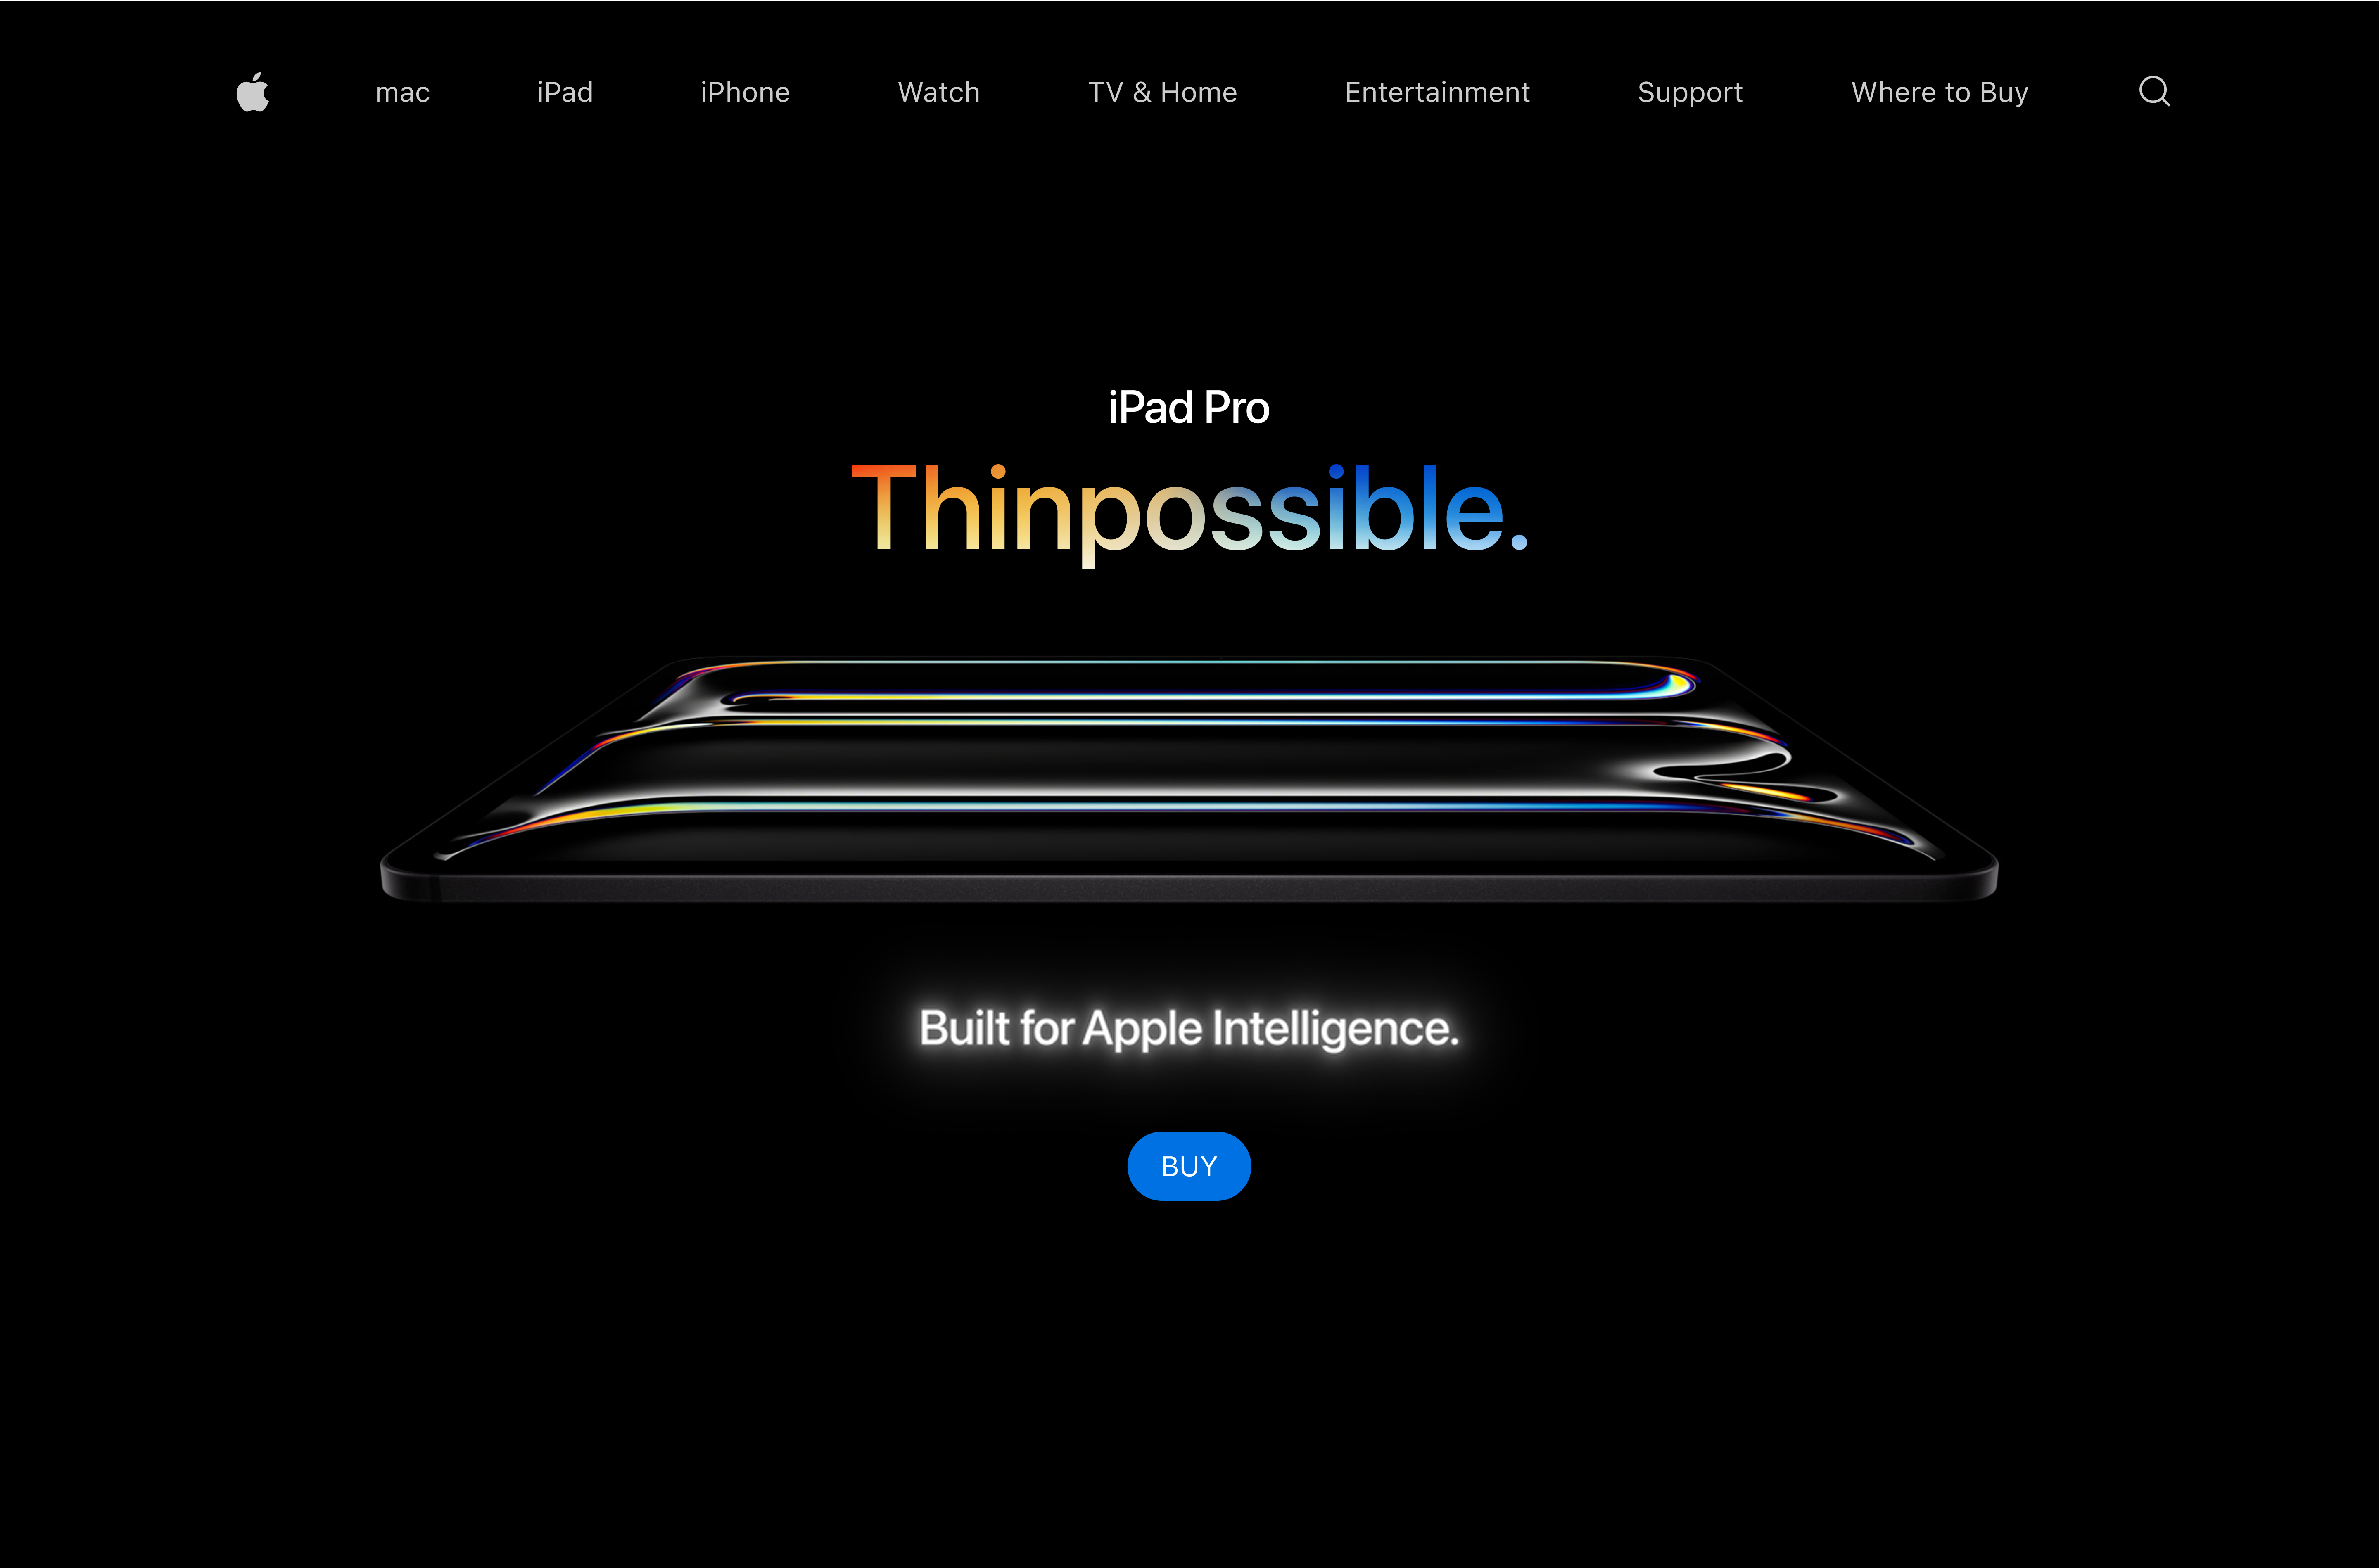 mac iPad iPhone Watch TV & Home Entertainment Support Where to Buy
iPad Pro
Thinpossible.
Built for Apple Intelligence.
BUY